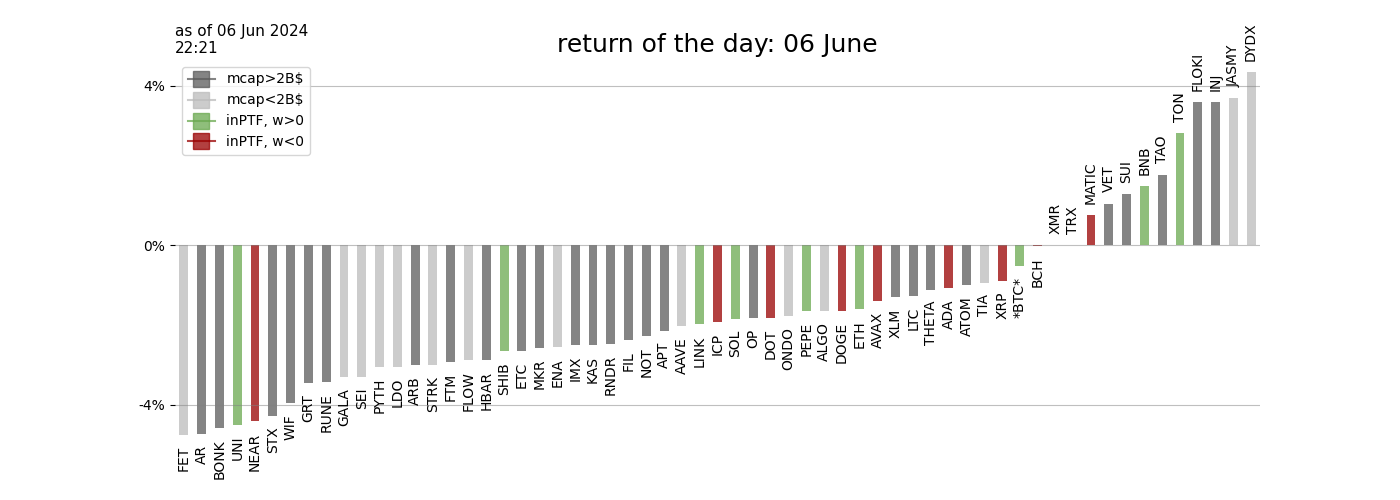 as of 06 Jun 2024
22:21
return of the day: 06 June
mcap>2B$
mcap<2B$
inPTF, w>0
inPTF, w<0
4%
0%
-4%
FET
AR
BONK
UNI
NEAR
STX
WIF
GRT
RUNE
GALA
SEI
PYTH
LDO
ARB
STRK
FTM
FLOW
HBAR
SHIB
ETC
MKR
ENA
IMX
KAS
RNDR
FIL
NOT
APT
AAVE
LINK
ICP
SOL
OP
DOT
ONDO
PEPE
ALGO
DOGE
ETH
AVAX
XLM
LTC
THETA
ADA
ATOM
TIA
XRP
*BTC*
BCH
XMR
TRX
MATIC
VET
SUI
BNB
TAO
TON
FLOKI
INJ
JASMY
DYDX